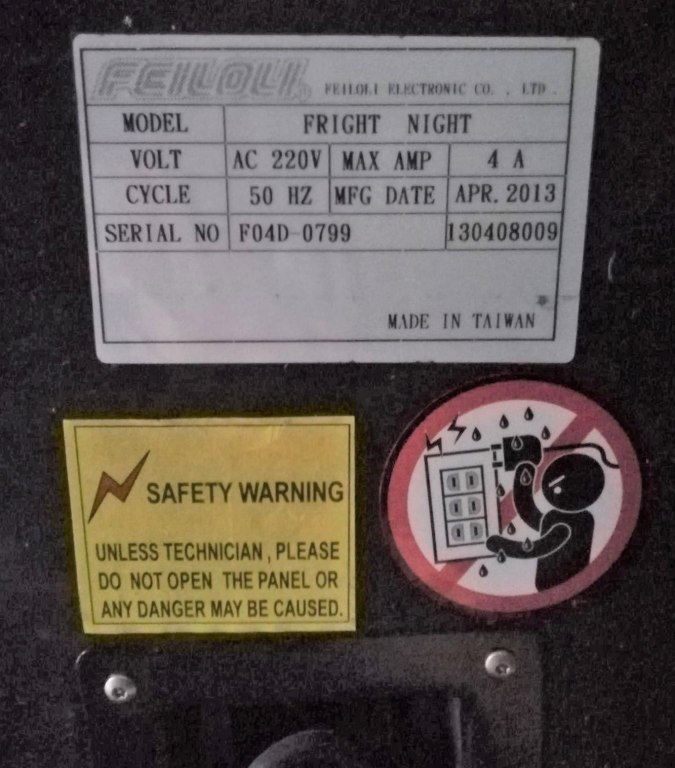 FEILOLI FEILOLI ELECTRONIC CO. , LTD .
MODEL FRIGHT NIGHT
VOLT AC 220V MAX AMP 4 A
CYCLE 50 HZ MFG DATE APR. 2013
SERIAL NO F04D-0799 130408009
MADE IN TAIWAN
SAFETY WARNING
UNLESS TECHNICIAN , PLEASE
DO NOT OPEN THE PANEL OR
ANY DANGER MAY BE CAUSED.